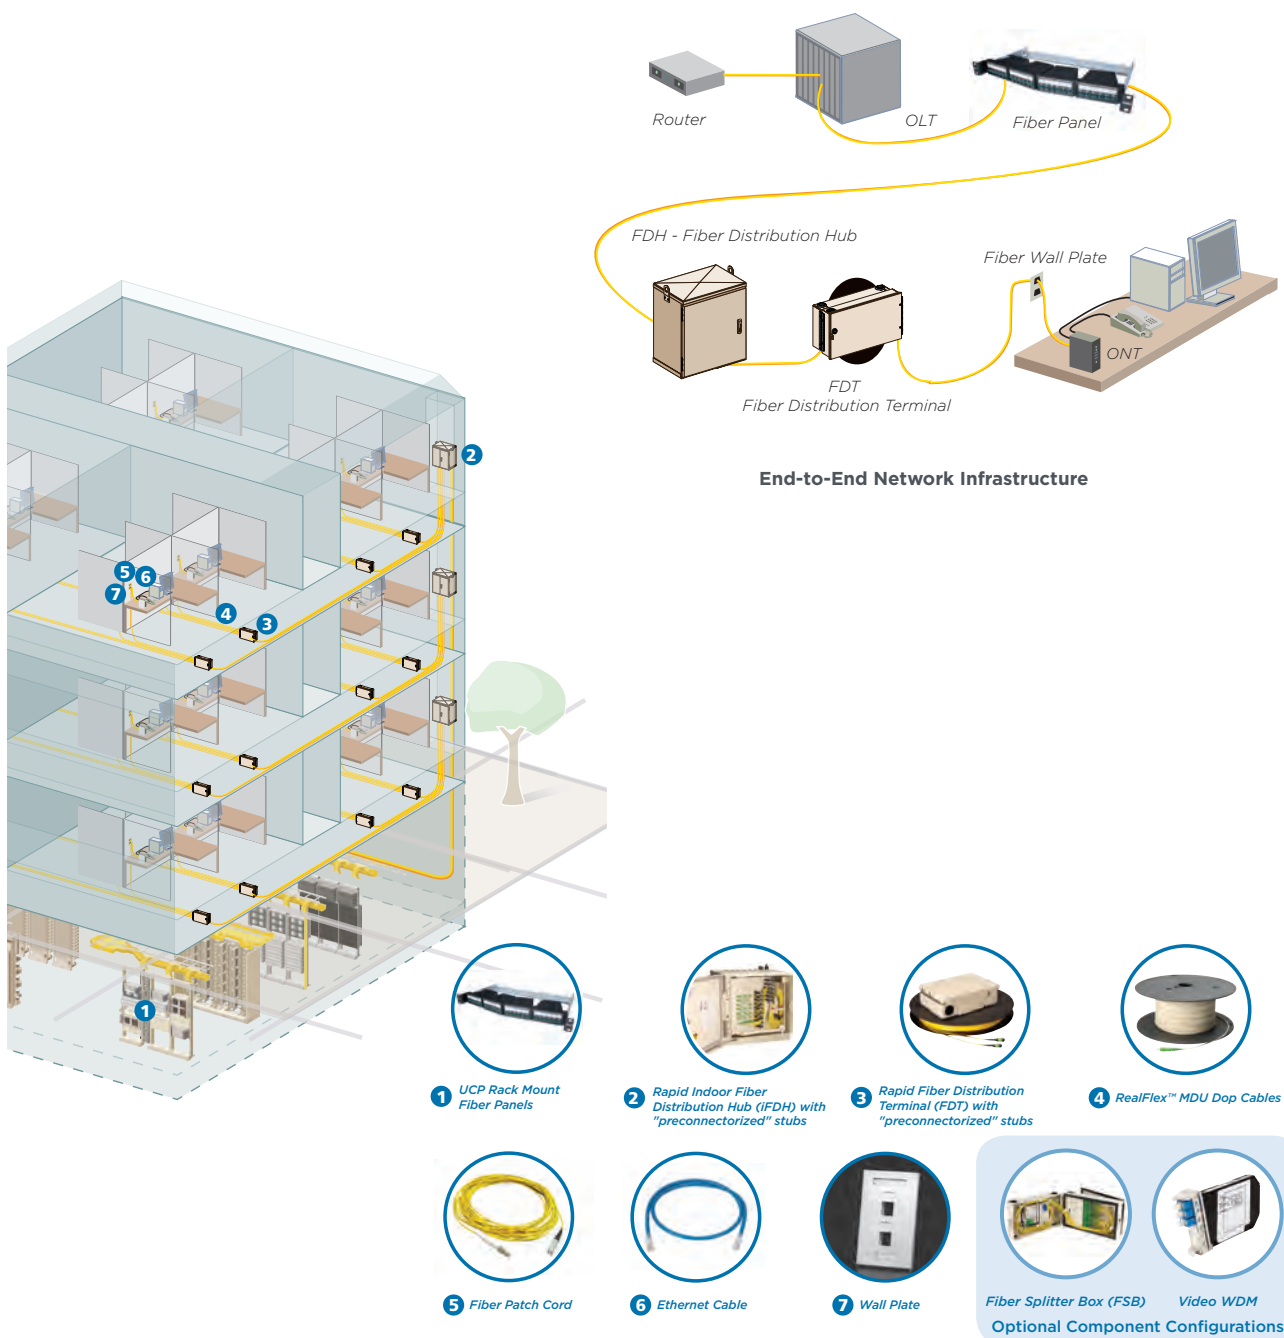 Router
OLT
Fiber Panel
FDH - Fiber Distribution Hub
Fiber Wall Plate
ONT
FDT
Fiber Distribution Terminal
End-to-End Network Infrastructure
2
5
6
7
4
3
1
1 UCP Rack Mount
Fiber Panels
2 Rapid Indoor Fiber
Distribution Hub (iFDH) with
"preconnectorized" stubs
3 Rapid Fiber Distribution
Terminal (FDT) with
"preconnectorized" stubs
4 RealFlex™ MDU Dop Cables
5 Fiber Patch Cord
6 Ethernet Cable
7 Wall Plate
Fiber Splitter Box (FSB)
Video WDM
Optional Component Configurations